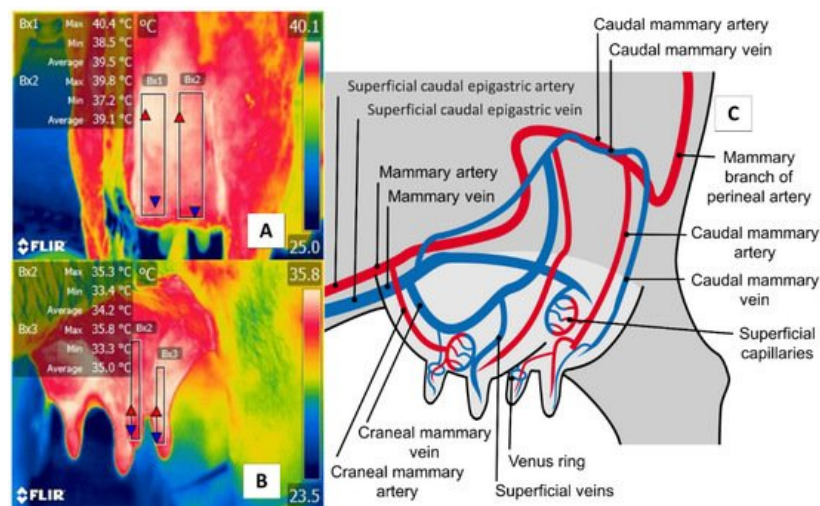 Bx1 Max 40.4 °C
Min 38.5 °C
Average 39.5 °C
Bx2 Max 39.8 °C
Min 37.2 °C
Average 39.1 °C
ºC
40.1
Bx1
Bx2
FLIR
A
25.0
Bx2 Max 35.3 °C
Min 33.4 °C
Average 34.2 °C
Bx3 Max 35.8 °C
Min 33.3 °C
Average 35.0 °C
ºC
35.8
Bx2
Bx3
FLIR
B
23.5
Caudal mammary artery
Caudal mammary vein
Superficial caudal epigastric artery
Superficial caudal epigastric vein
C
Mammary artery
Mammary vein
Mammary
branch of
perineal artery
Caudal mammary
artery
Caudal mammary
vein
Superficial
capillaries
Craneal mammary
vein
Craneal mammary
artery
Venus ring
Superficial veins